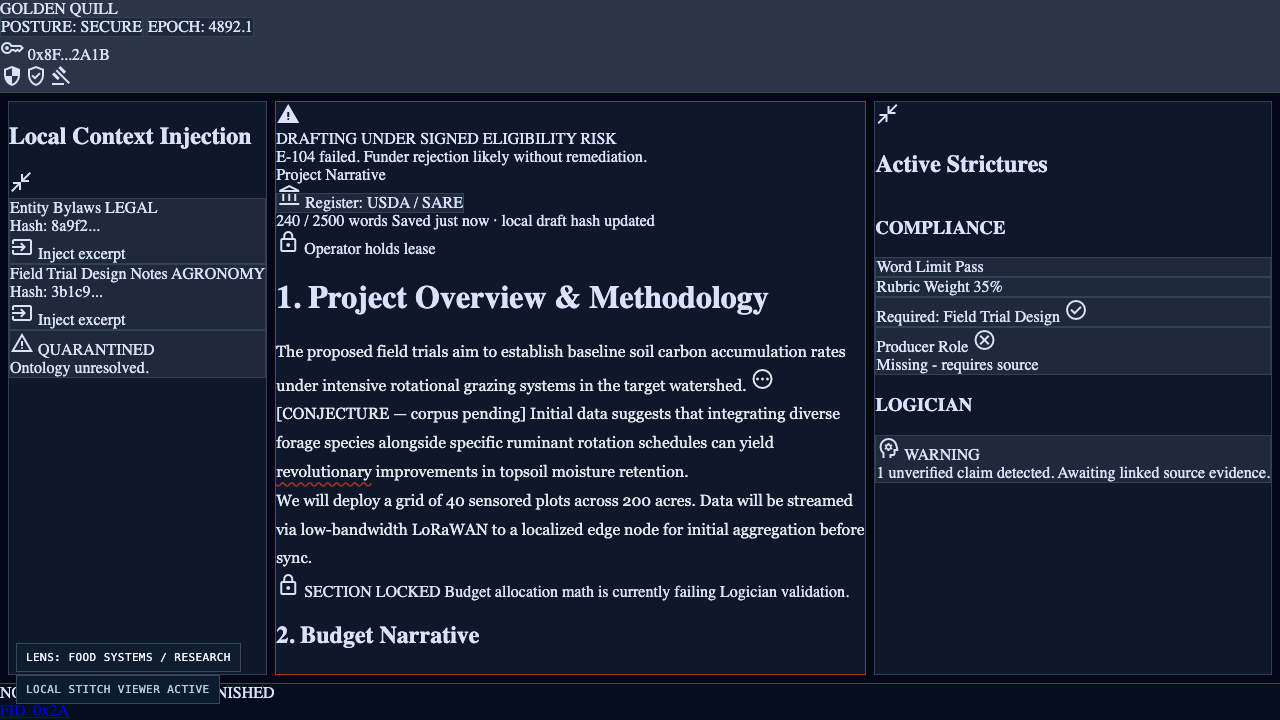 GOLDEN QUILL
POSTURE: SECURE EPOCH: 4892.1
0x8F...2A1B
Local Context Injection
Entity Bylaws LEGAL
Hash: 8a9f2...
Inject excerpt
Field Trial Design Notes AGRONOMY
Hash: 3b1c9...
Inject excerpt
QUARANTINED
Ontology unresolved.
DRAFTING UNDER SIGNED ELIGIBILITY RISK
E-104 failed. Funder rejection likely without remediation.
Project Narrative
Register: USDA / SARE
240 / 2500 words Saved just now · local draft hash updated
Operator holds lease
1. Project Overview & Methodology
The proposed field trials aim to establish baseline soil carbon accumulation rates
under intensive rotational grazing systems in the target watershed.
[CONJECTURE — corpus pending] Initial data suggests that integrating diverse
forage species alongside specific ruminant rotation schedules can yield
revolutionary improvements in topsoil moisture retention.
We will deploy a grid of 40 sensored plots across 200 acres. Data will be streamed
via low-bandwidth LoRaWAN to a localized edge node for initial aggregation before
sync.
SECTION LOCKED Budget allocation math is currently failing Logician validation.
2. Budget Narrative
Active Strictures
COMPLIANCE
Word Limit Pass
Rubric Weight 35%
Required: Field Trial Design
Producer Role
Missing - requires source
LOGICIAN
WARNING
1 unverified claim detected. Awaiting linked source evidence.
LENS: FOOD SYSTEMS / RESEARCH
LOCAL STITCH VIEWER ACTIVE
FID_0x2A